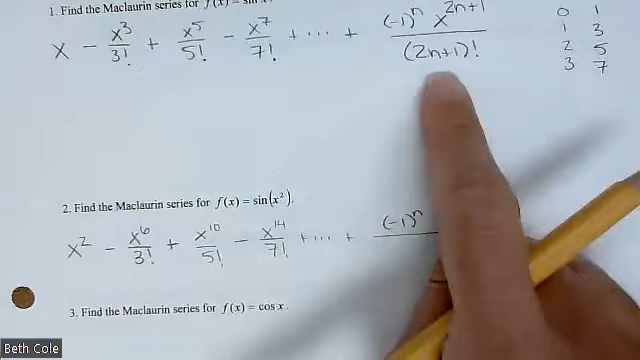 1. Find the Maclaurin series for f(x) = sin
x - x³/3! + x⁵/5! - x⁷/7! + ⋯ + (-1)ⁿ x²ⁿ⁺¹/(2n+1)!
0 1
1 3
2 5
3 7
2. Find the Maclaurin series for f(x) = sin(x²).
x² - x⁶/3! + x¹⁰/5! - x¹⁴/7! + ⋯ + (-1)ⁿ
3. Find the Maclaurin series for f(x) = cos x.
Beth Cole